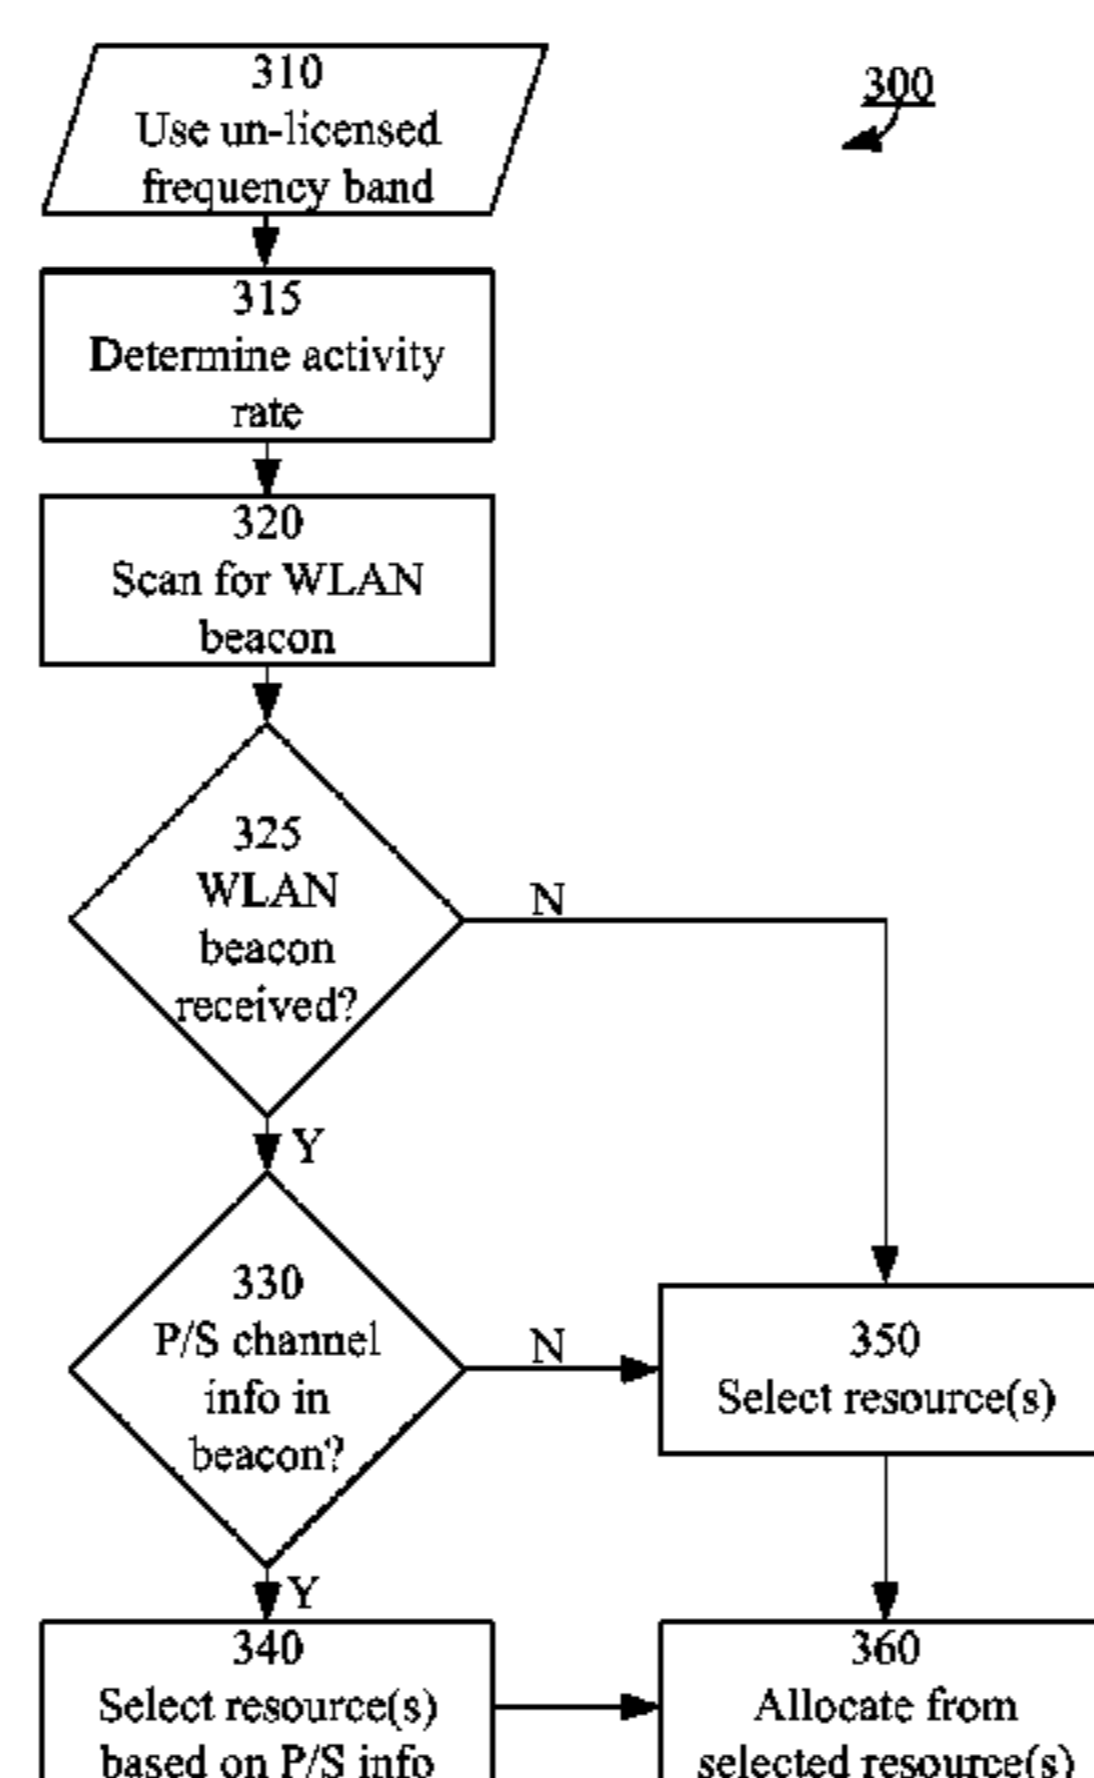 310
Use un-licensed
frequency band
300
315
Determine activity
rate
320
Scan for WLAN
beacon
325
WLAN
beacon
received?
N
Y
330
P/S channel
info in
beacon?
N
350
Select resource(s)
Y
340
Select resource(s)
based on P/S info
360
Allocate from
selected resource(s)